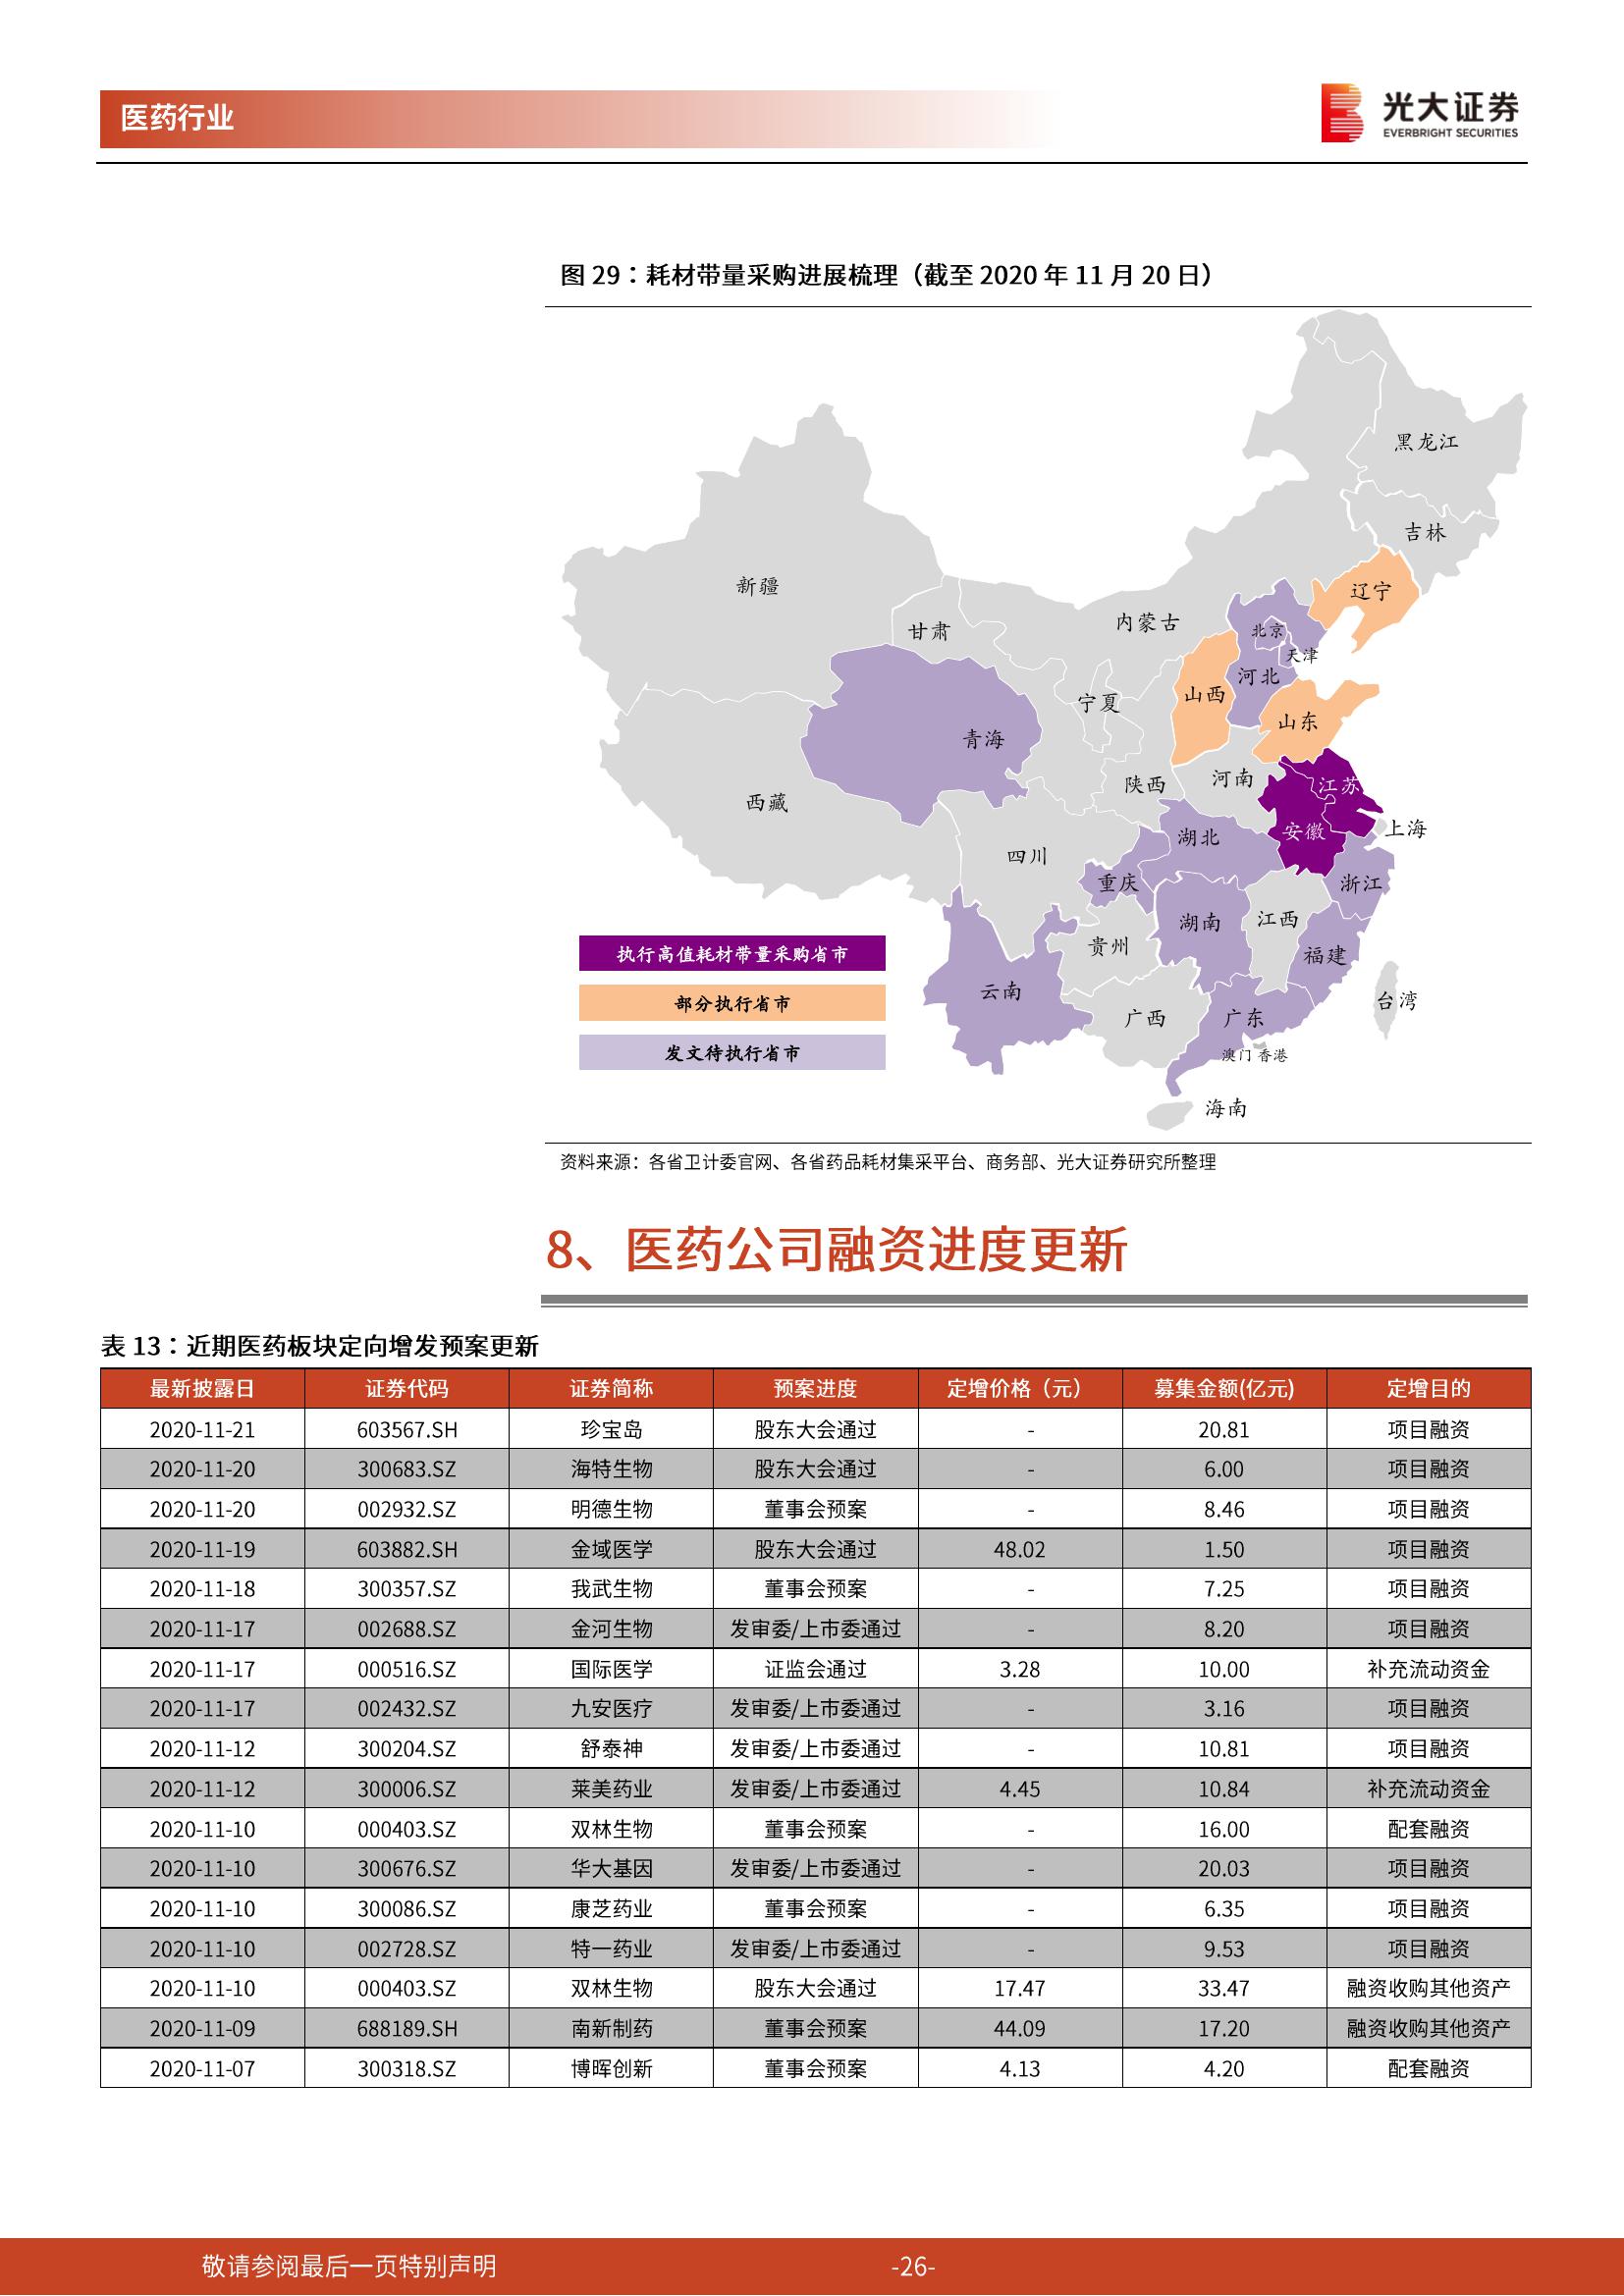 医药行业
光大证券
EVERBRIGHT SECURITIES
图 29：耗材带量采购进展梳理（截至 2020 年 11 月 20 日）
黑龙江
吉林
辽宁
新疆
甘肃
内蒙古
北京
天津
河北
山西
宁夏
山东
青海
陕西
河南
江苏
西藏
安徽
上海
湖北
四川
重庆
浙江
湖南
江西
贵州
福建
云南
广西
广东
台湾
澳门 香港
海南
执行高值耗材带量采购省市
部分执行省市
发文待执行省市
资料来源：各省卫计委官网、各省药品耗材集采平台、商务部、光大证券研究所整理
8、医药公司融资进度更新
表 13：近期医药板块定向增发预案更新
最新披露日 证券代码 证券简称 预案进度 定增价格（元） 募集金额(亿元) 定增目的
2020-11-21 603567.SH 珍宝岛 股东大会通过 - 20.81 项目融资
2020-11-20 300683.SZ 海特生物 股东大会通过 - 6.00 项目融资
2020-11-20 002932.SZ 明德生物 董事会预案 - 8.46 项目融资
2020-11-19 603882.SH 金域医学 股东大会通过 48.02 1.50 项目融资
2020-11-18 300357.SZ 我武生物 董事会预案 - 7.25 项目融资
2020-11-17 002688.SZ 金河生物 发审委/上市委通过 - 8.20 项目融资
2020-11-17 000516.SZ 国际医学 证监会通过 3.28 10.00 补充流动资金
2020-11-17 002432.SZ 九安医疗 发审委/上市委通过 - 3.16 项目融资
2020-11-12 300204.SZ 舒泰神 发审委/上市委通过 - 10.81 项目融资
2020-11-12 300006.SZ 莱美药业 发审委/上市委通过 4.45 10.84 补充流动资金
2020-11-10 000403.SZ 双林生物 董事会预案 - 16.00 配套融资
2020-11-10 300676.SZ 华大基因 发审委/上市委通过 - 20.03 项目融资
2020-11-10 300086.SZ 康芝药业 董事会预案 - 6.35 项目融资
2020-11-10 002728.SZ 特一药业 发审委/上市委通过 - 9.53 项目融资
2020-11-10 000403.SZ 双林生物 股东大会通过 17.47 33.47 融资收购其他资产
2020-11-09 688189.SH 南新制药 董事会预案 44.09 17.20 融资收购其他资产
2020-11-07 300318.SZ 博晖创新 董事会预案 4.13 4.20 配套融资
敬请参阅最后一页特别声明
-26-